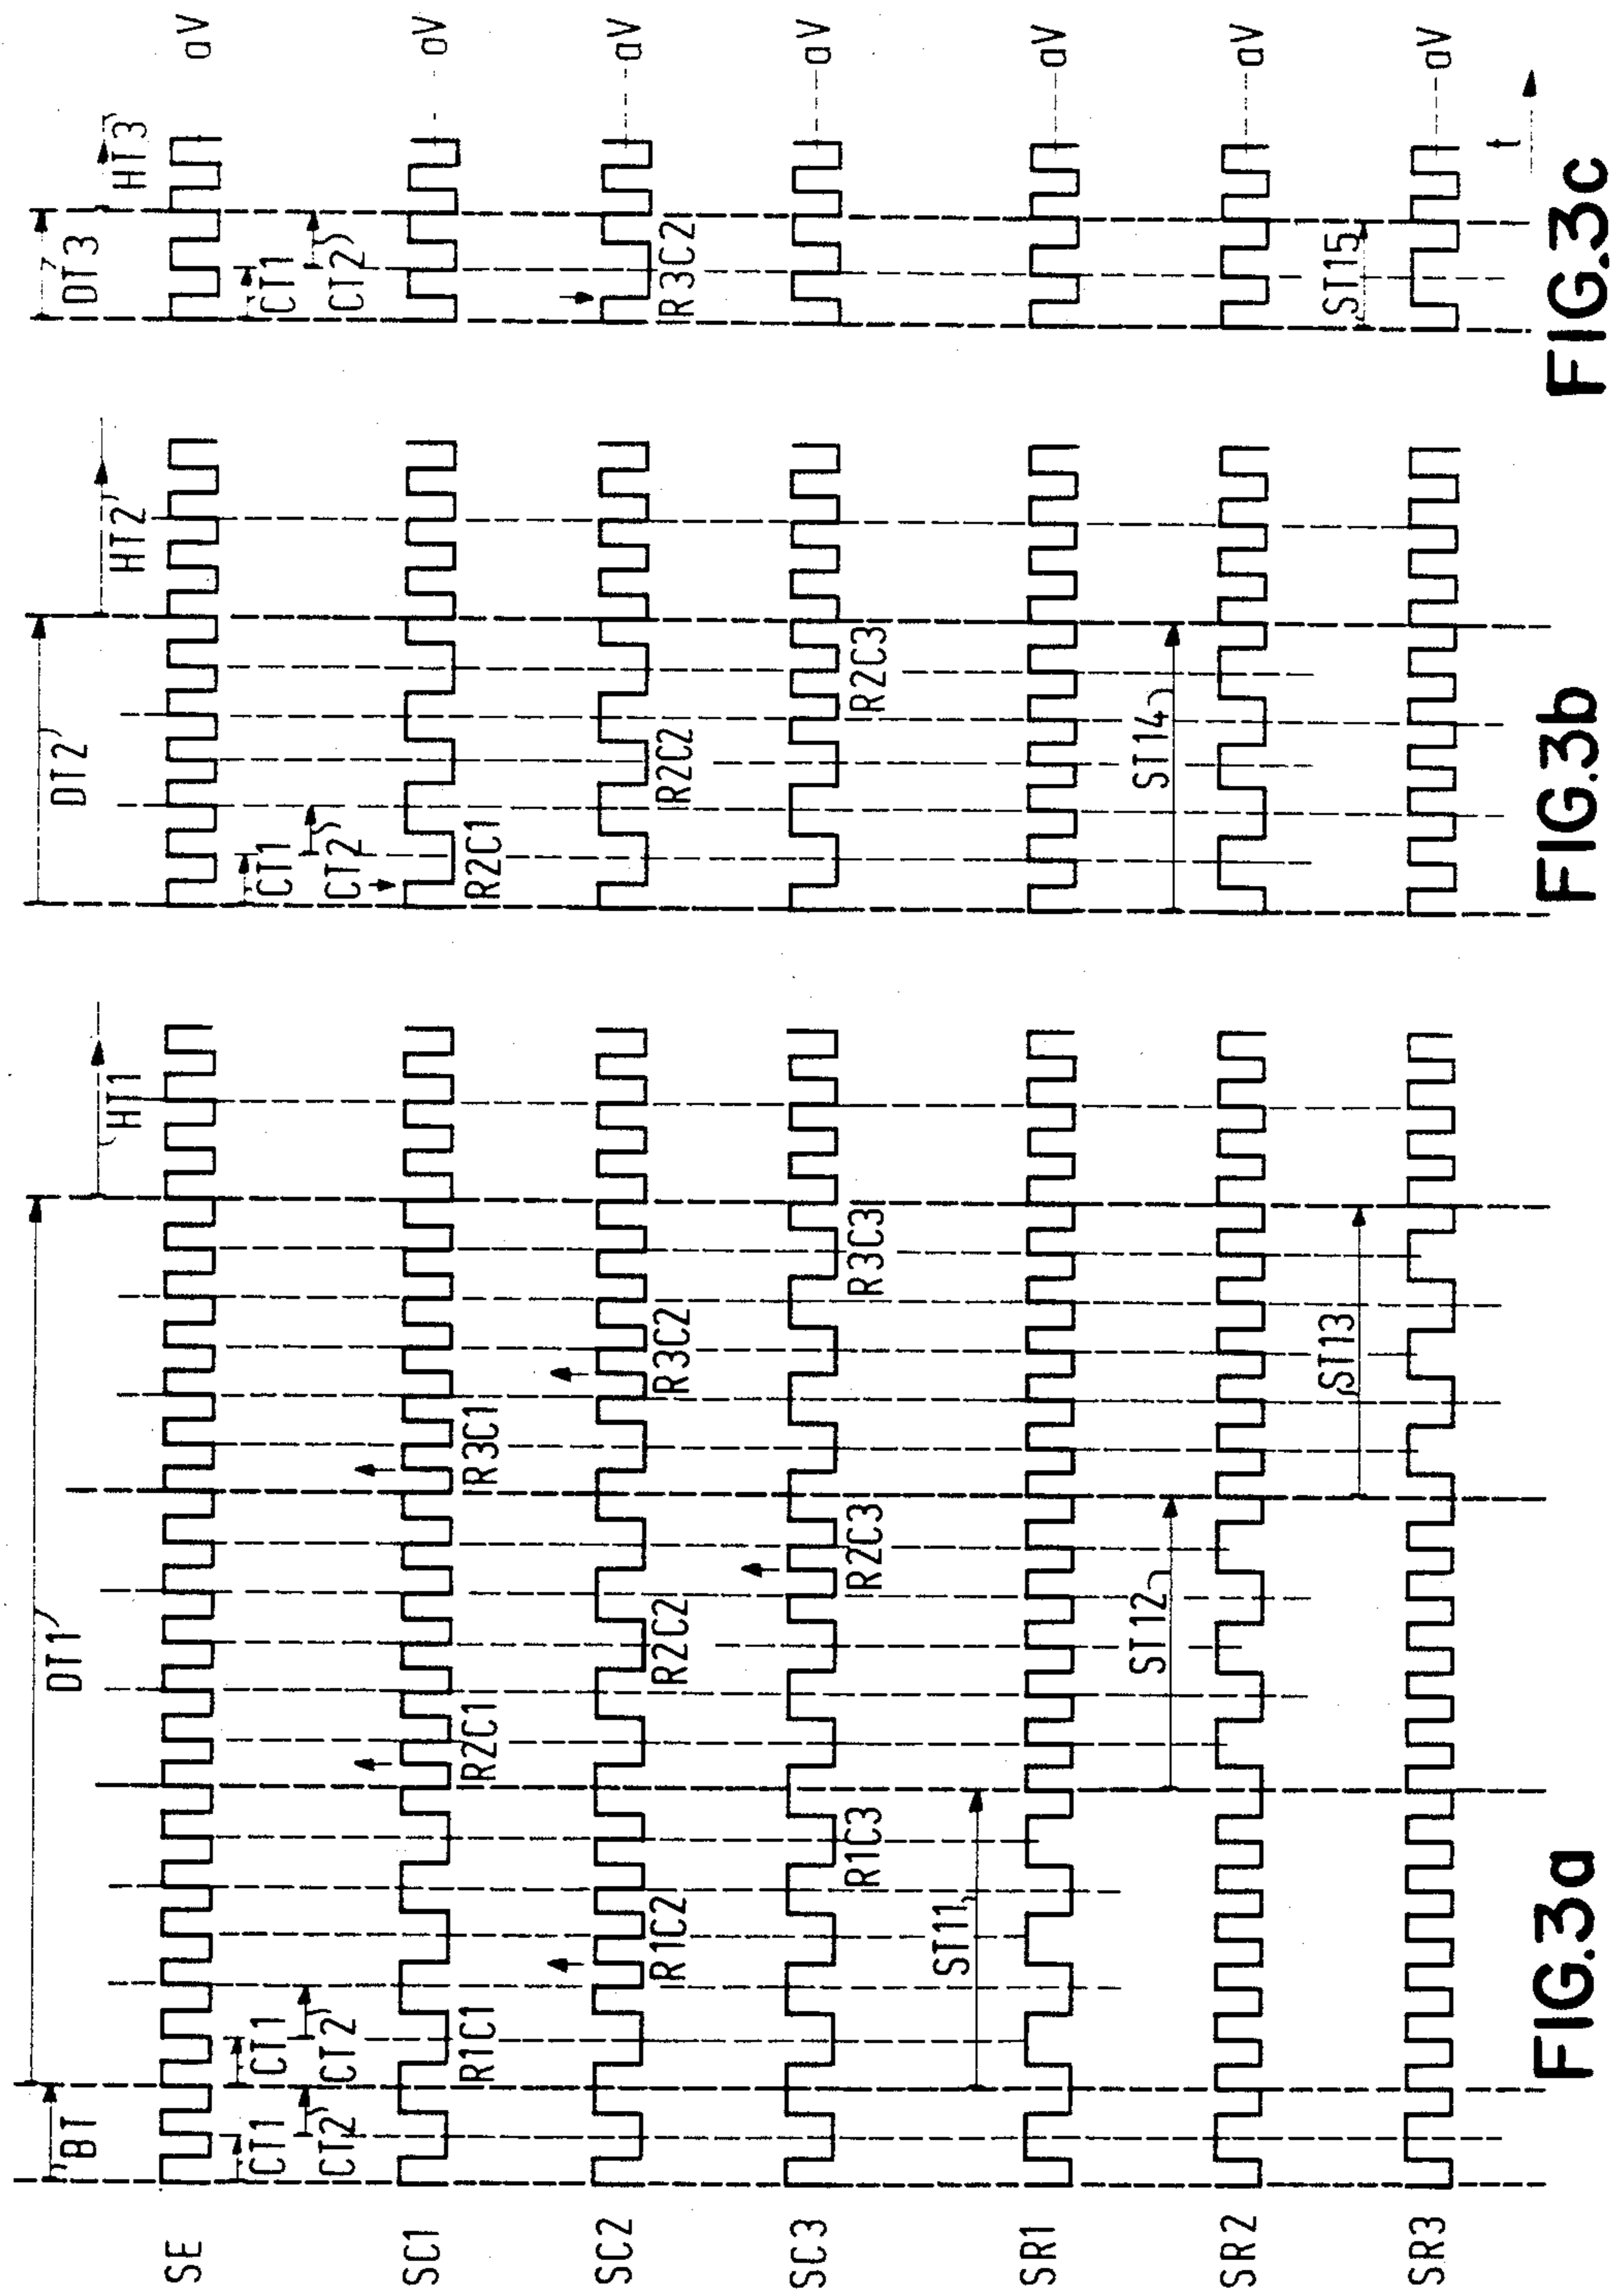 SE
SC1
SC2
SC3
SR1
SR2
SR3
BT
DT1'
HT1
CT1
CT2'
CT1
CT2'
R1C1
R1C2
R1C3
R2C1
R2C2
R2C3
R3C1
R3C2
R3C3
ST11
ST12
ST13
FIG.3a
DT2'
HT2'
CT1
CT2'
R2C1
R2C2
R2C3
ST14
FIG.3b
DT3'
HT3'
CT1
CT2'
R3C2
ST15
aV
aV
aV
aV
aV
aV
aV
t
FIG.3c